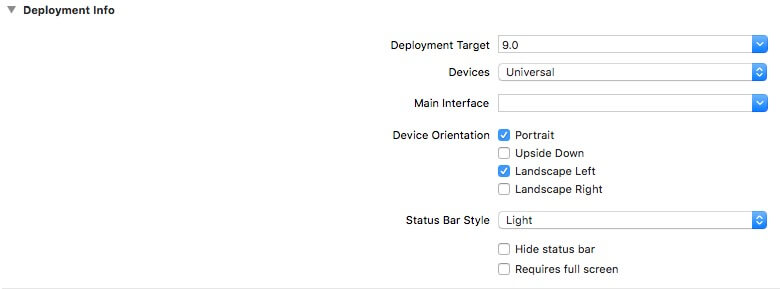 Deployment Info
Deployment Target 9.0
Devices Universal
Main Interface
Device Orientation Portrait
Upside Down
Landscape Left
Landscape Right
Status Bar Style Light
Hide status bar
Requires full screen